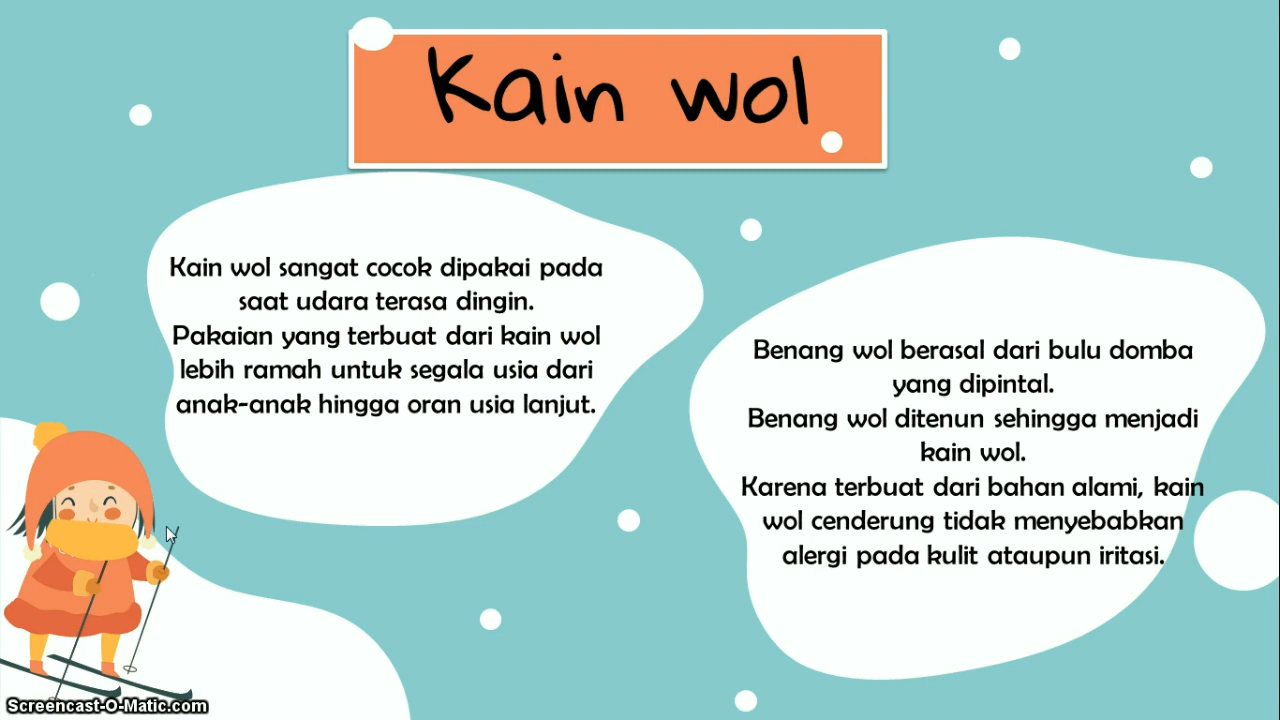 Kain wol
Kain wol sangat cocok dipakai pada
saat udara terasa dingin.
Pakaian yang terbuat dari kain wol
lebih ramah untuk segala usia dari
anak-anak hingga oran usia lanjut.
Benang wol berasal dari bulu domba
yang dipintal.
Benang wol ditenun sehingga menjadi
kain wol.
Karena terbuat dari bahan alami, kain
wol cenderung tidak menyebabkan
alergi pada kulit ataupun iritasi.
Screencast-O-Matic.com